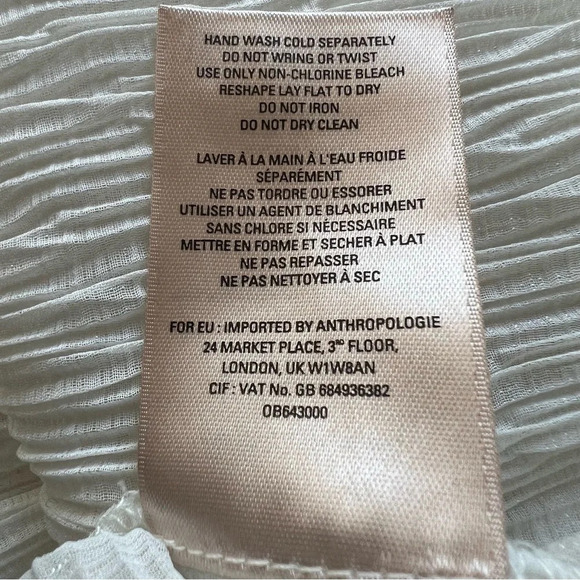 HAND WASH COLD SEPARATELY
DO NOT WRING OR TWIST
USE ONLY NON-CHLORINE BLEACH
RESHAPE LAY FLAT TO DRY
DO NOT IRON
DO NOT DRY CLEAN
LAVER À LA MAIN À L'EAU FROIDE
SÉPARÉMENT
NE PAS TORDRE OU ESSORER
UTILISER UN AGENT DE BLANCHIMENT
SANS CHLORE SI NÉCESSAIRE
METTRE EN FORME ET SECHER À PLAT
NE PAS REPASSER
NE PAS NETTOYER À SEC
FOR EU : IMPORTED BY ANTHROPOLOGIE
24 MARKET PLACE, 3RD FLOOR,
LONDON, UK W1W8AN
CIF : VAT No. GB 684936382
OB643000